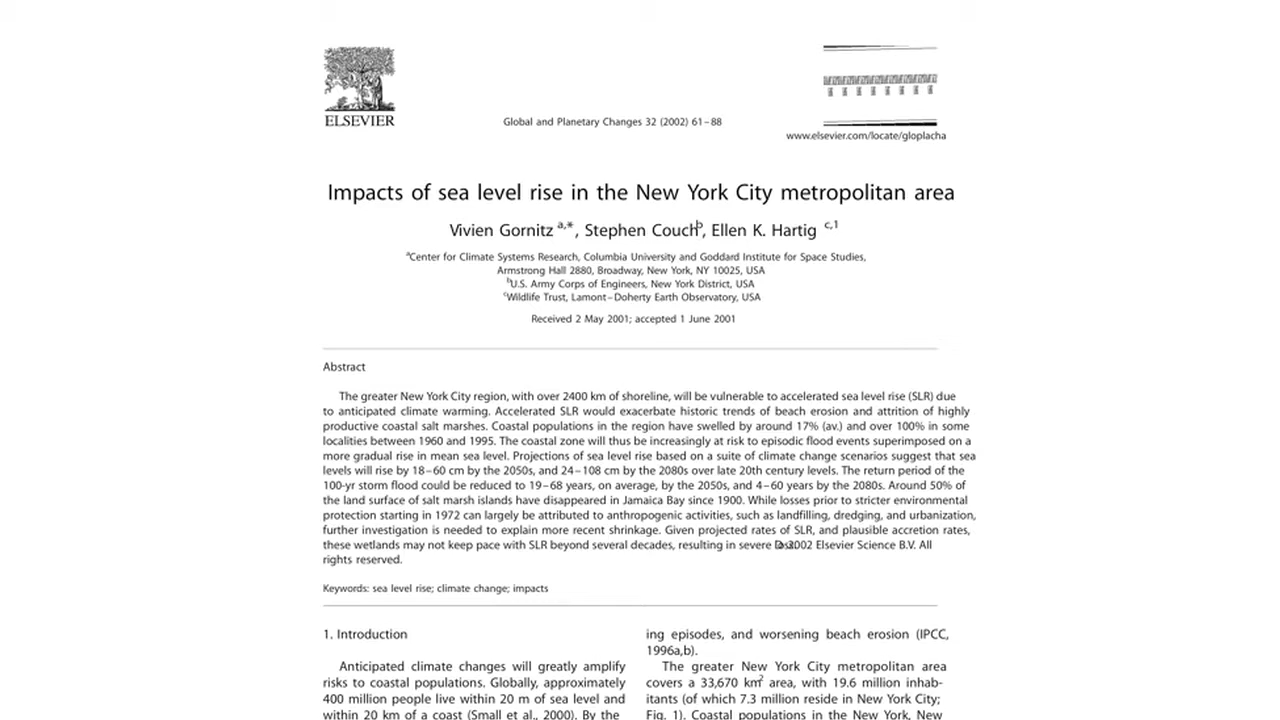 ELSEVIER
Global and Planetary Changes 32 (2002) 61–88
www.elsevier.com/locate/gloplacha
Impacts of sea level rise in the New York City metropolitan area
Vivien Gornitz a,*, Stephen Couch b, Ellen K. Hartig c,1
aCenter for Climate Systems Research, Columbia University and Goddard Institute for Space Studies,
Armstrong Hall 2880, Broadway, New York, NY 10025, USA
bU.S. Army Corps of Engineers, New York District, USA
cWildlife Trust, Lamont–Doherty Earth Observatory, USA
Received 2 May 2001; accepted 1 June 2001
Abstract
The greater New York City region, with over 2400 km of shoreline, will be vulnerable to accelerated sea level rise (SLR) due
to anticipated climate warming. Accelerated SLR would exacerbate historic trends of beach erosion and attrition of highly
productive coastal salt marshes. Coastal populations in the region have swelled by around 17% (av.) and over 100% in some
localities between 1960 and 1995. The coastal zone will thus be increasingly at risk to episodic flood events superimposed on a
more gradual rise in mean sea level. Projections of sea level rise based on a suite of climate change scenarios suggest that sea
levels will rise by 18–60 cm by the 2050s, and 24–108 cm by the 2080s over late 20th century levels. The return period of the
100-yr storm flood could be reduced to 19–68 years, on average, by the 2050s, and 4–60 years by the 2080s. Around 50% of
the land surface of salt marsh islands have disappeared in Jamaica Bay since 1900. While losses prior to stricter environmental
protection starting in 1972 can largely be attributed to anthropogenic activities, such as landfilling, dredging, and urbanization,
further investigation is needed to explain more recent shrinkage. Given projected rates of SLR, and plausible accretion rates,
these wetlands may not keep pace with SLR beyond several decades, resulting in severe 2002 Elsevier Science B.V. All
rights reserved.
Keywords: sea level rise; climate change; impacts
1. Introduction
Anticipated climate changes will greatly amplify
risks to coastal populations. Globally, approximately
400 million people live within 20 m of sea level and
within 20 km of a coast (Small et al., 2000). By the
ing episodes, and worsening beach erosion (IPCC,
1996a,b).
The greater New York City metropolitan area
covers a 33,670 km2 area, with 19.6 million inhab-
itants (of which 7.3 million reside in New York City;
Fig. 1). Coastal populations in the New York, New